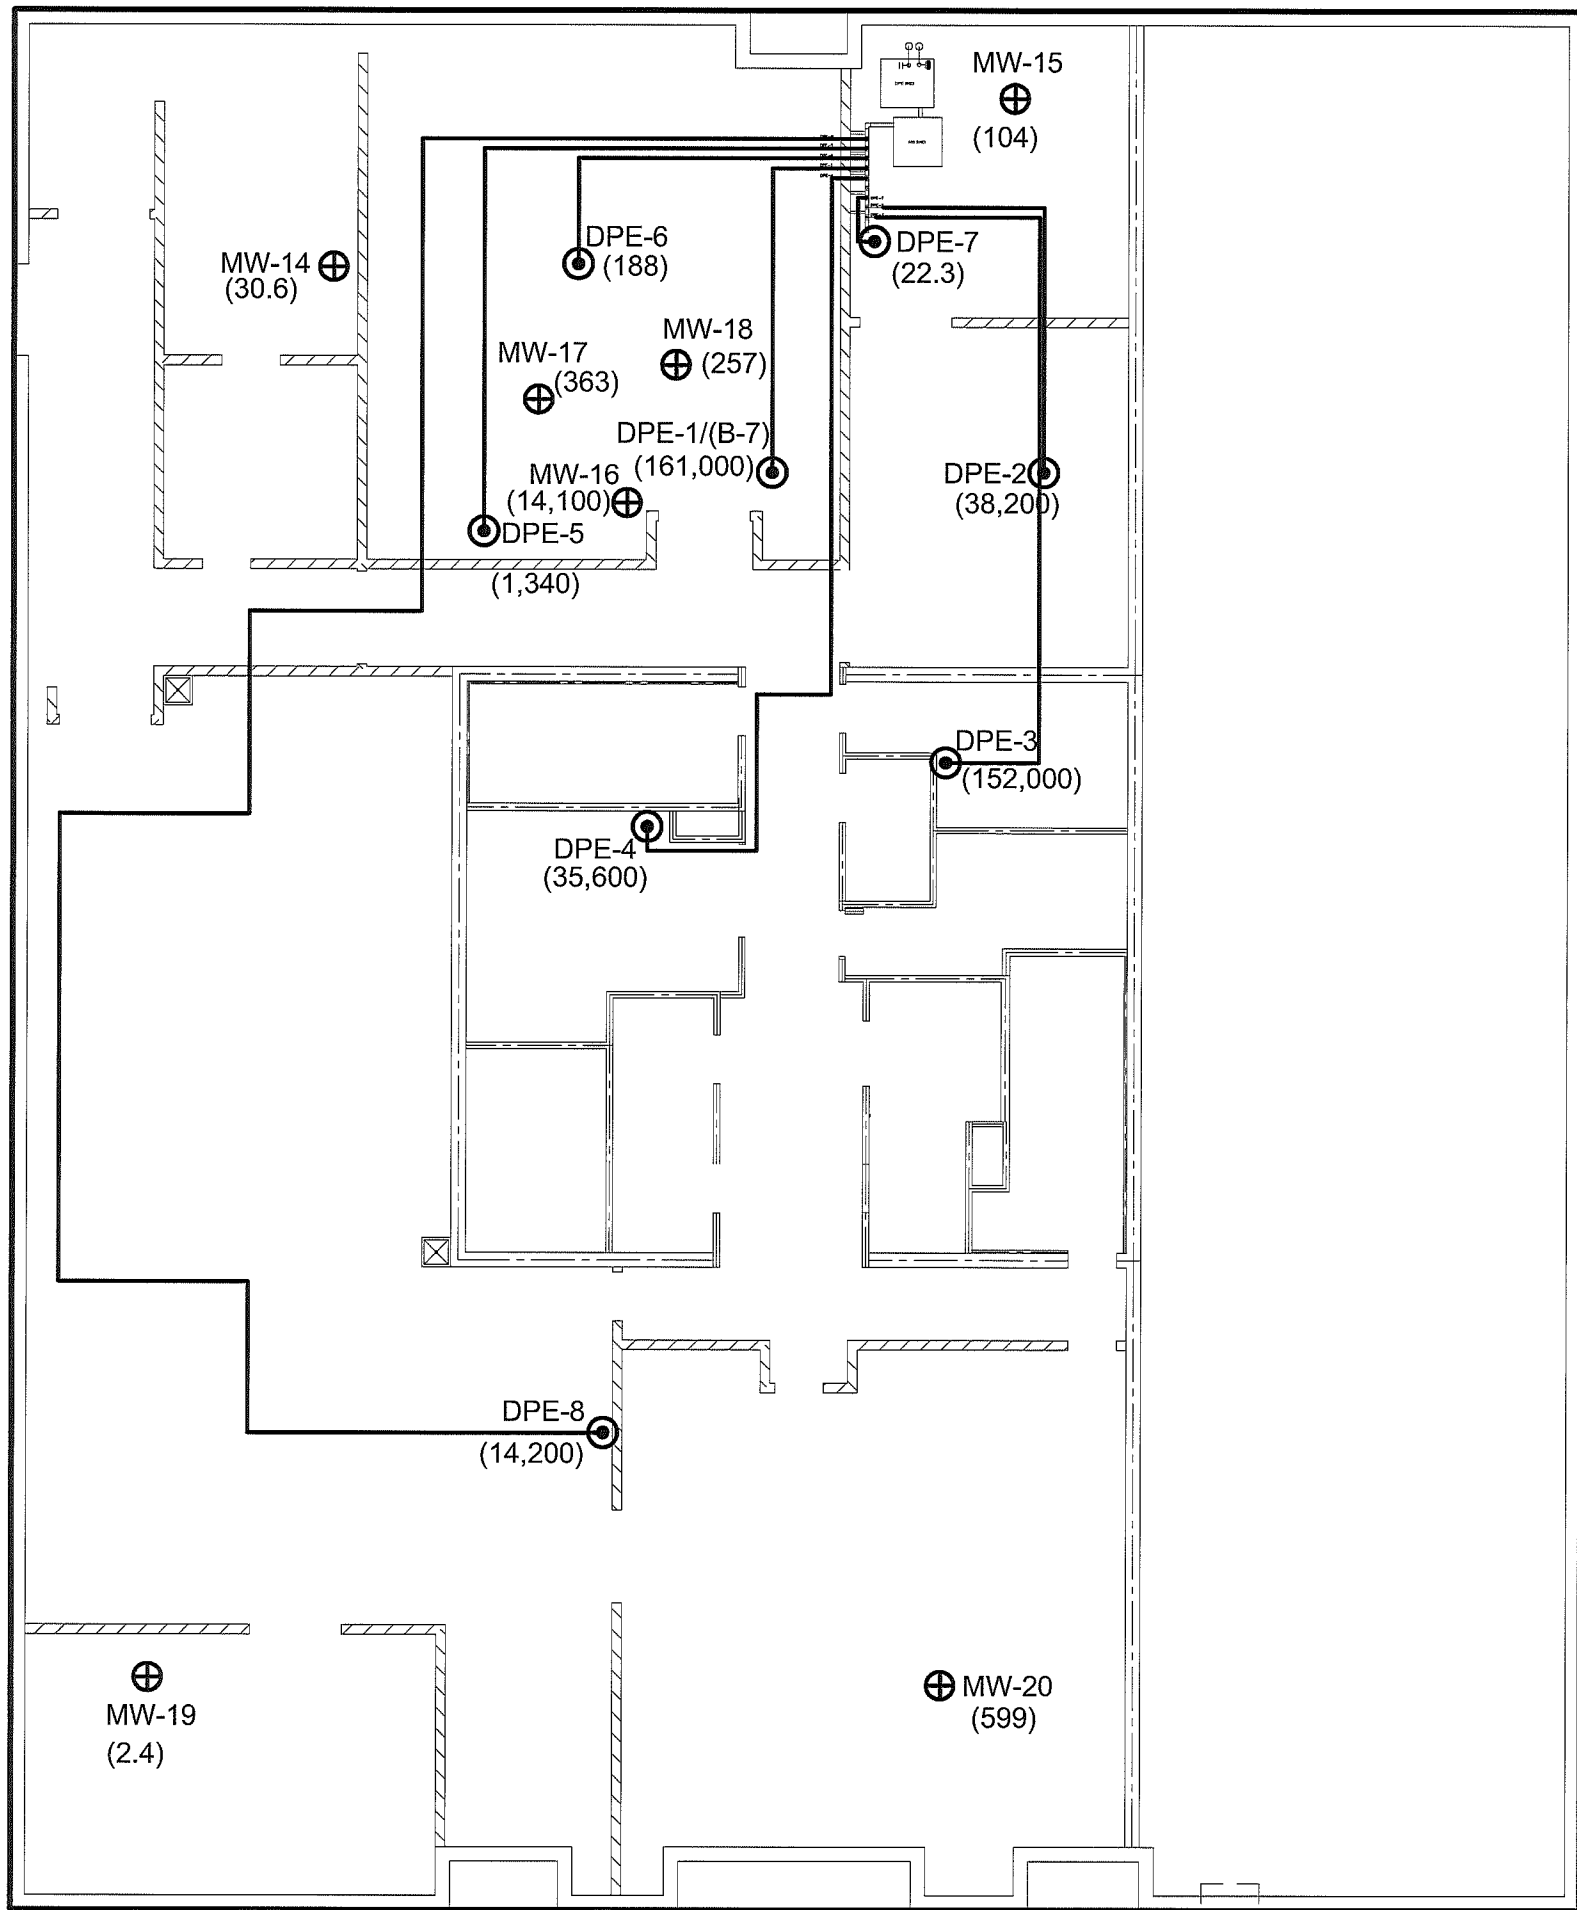 MW-15
(104)
DPE-6
(188)
DPE-7
(22.3)
MW-14
(30.6)
MW-18
(257)
MW-17
(363)
DPE-1/(B-7)
(161,000)
MW-16
(14,100)
DPE-2
(38,200)
DPE-5
(1,340)
DPE-3
(152,000)
DPE-4
(35,600)
DPE-8
(14,200)
MW-19
(2.4)
MW-20
(599)